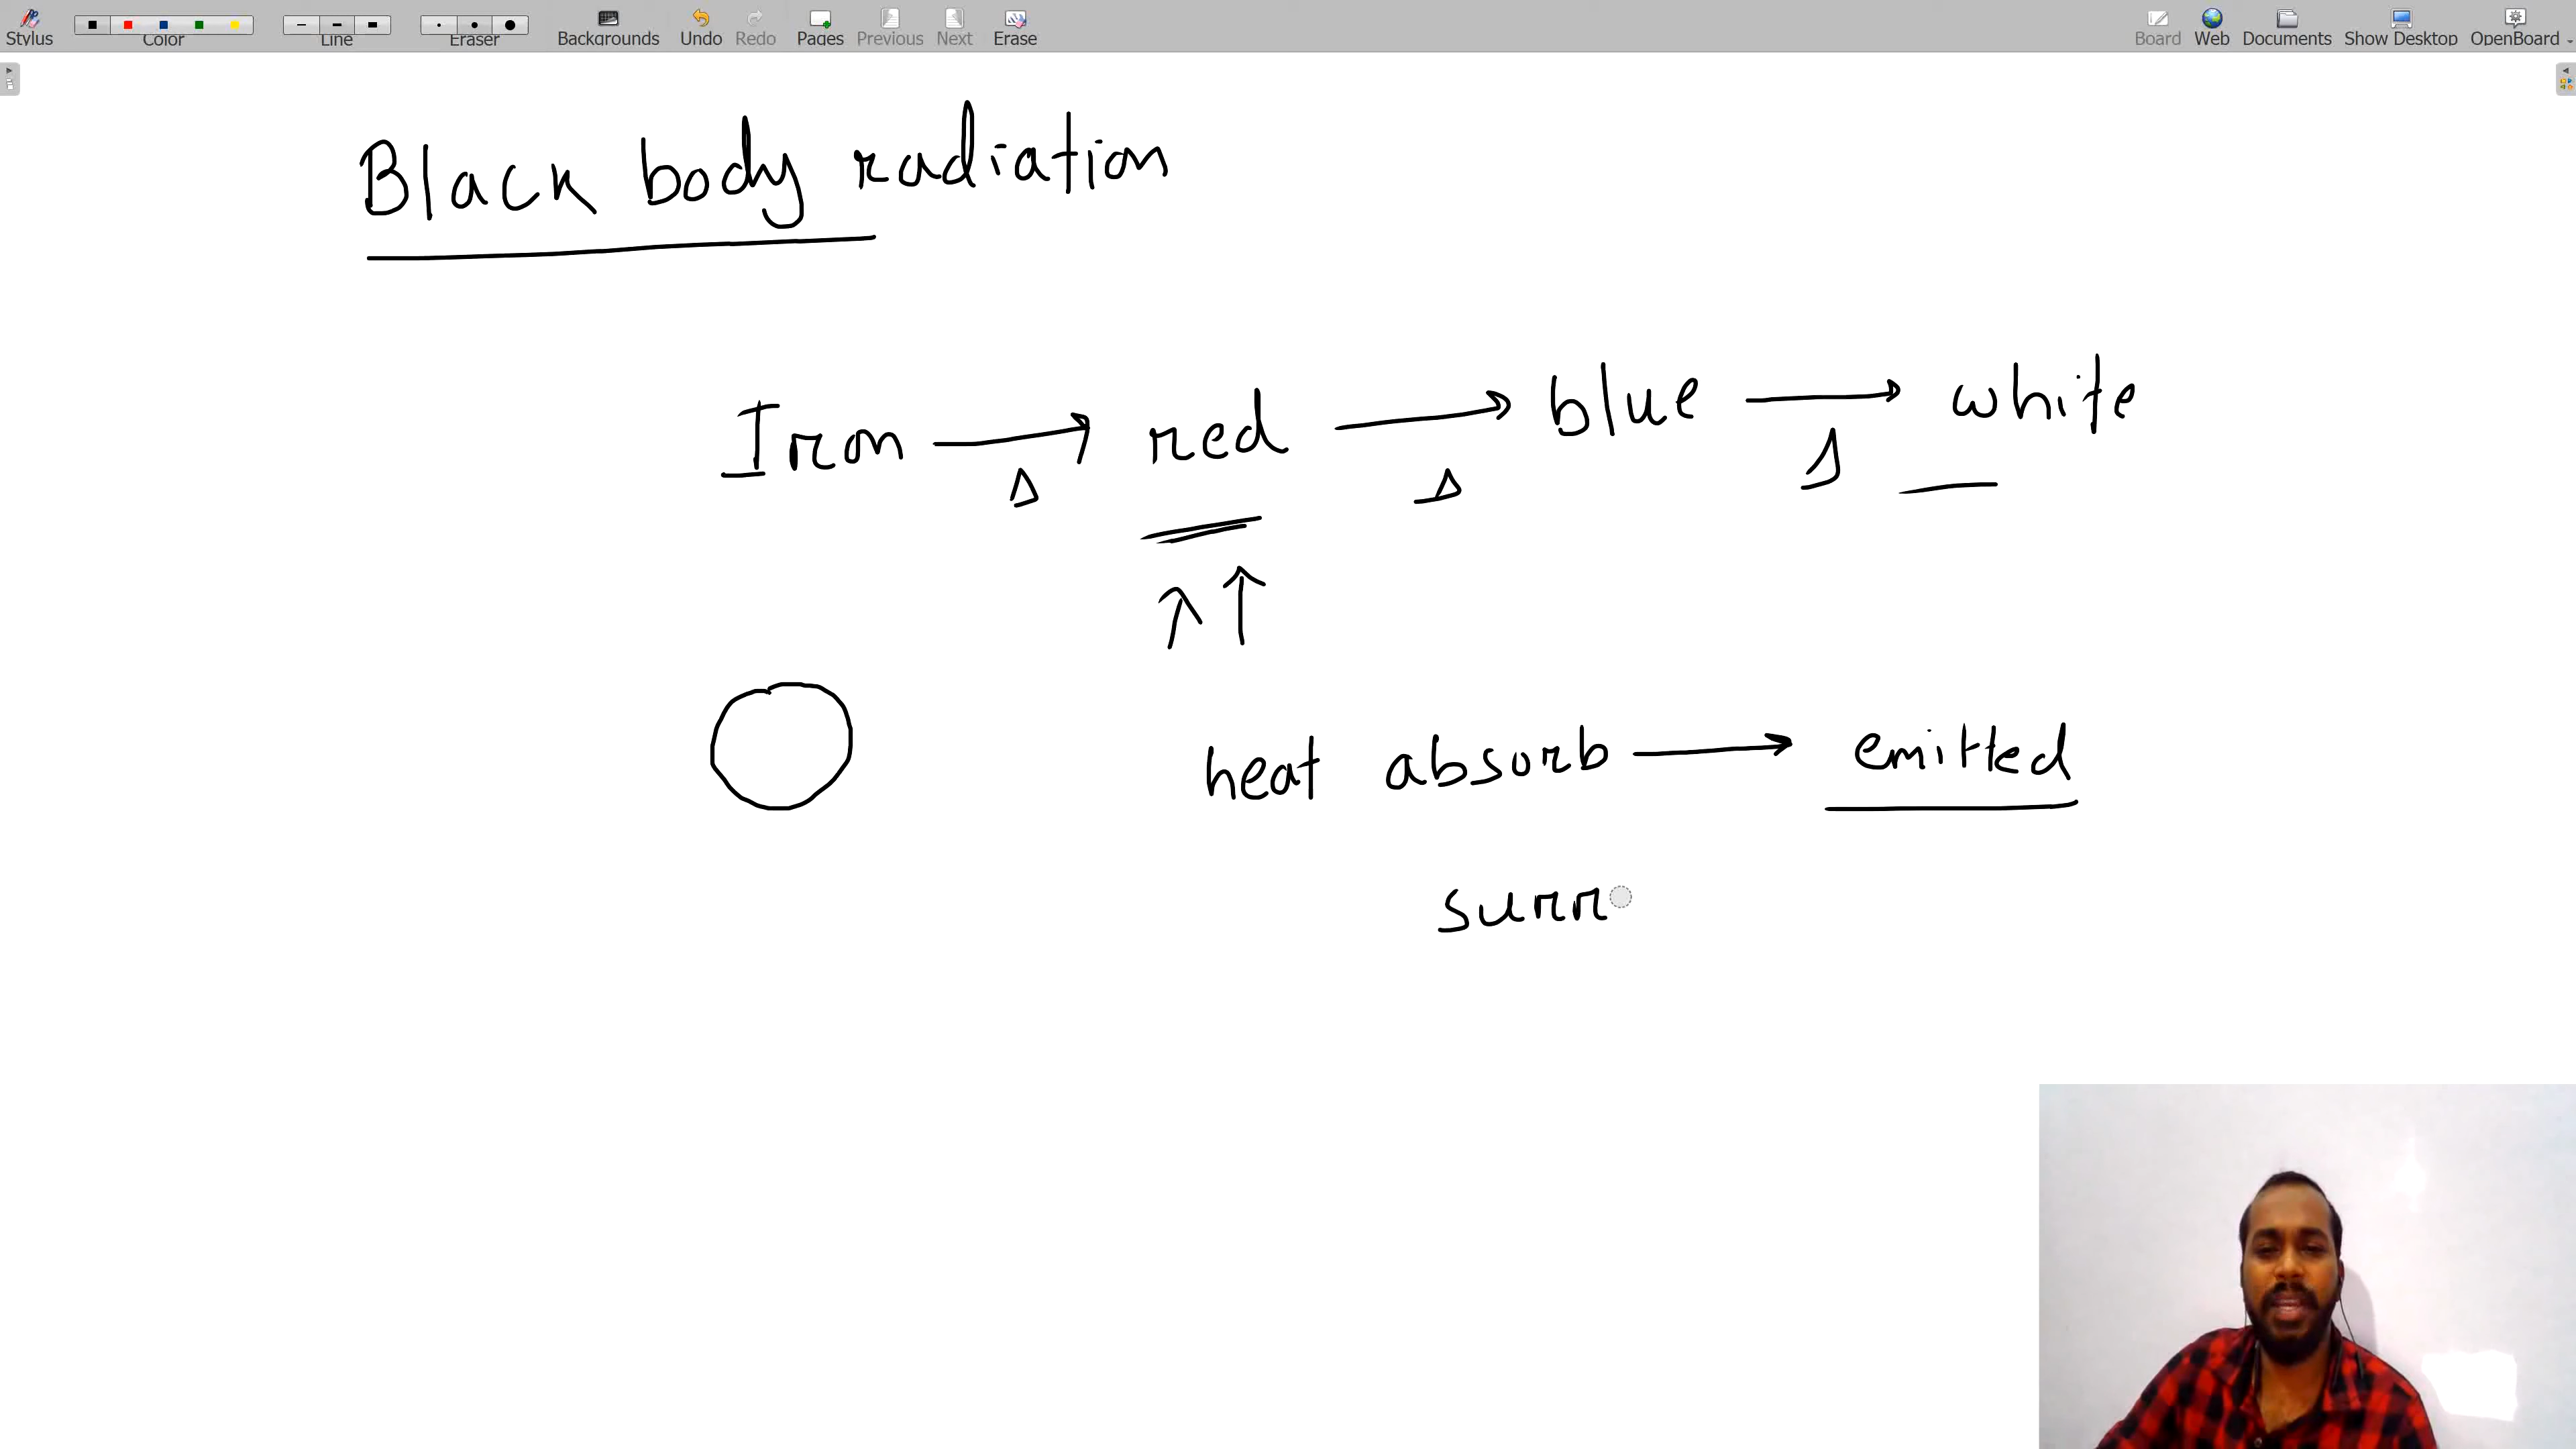 Stylus Color Line Eraser Backgrounds Undo Redo Pages Previous Next Erase Board Web Documents Show Desktop OpenBoard
Black body radiation
Iron → red → blue → white
Δ Δ Δ
↑ ↑
heat absorb → emitted
surr